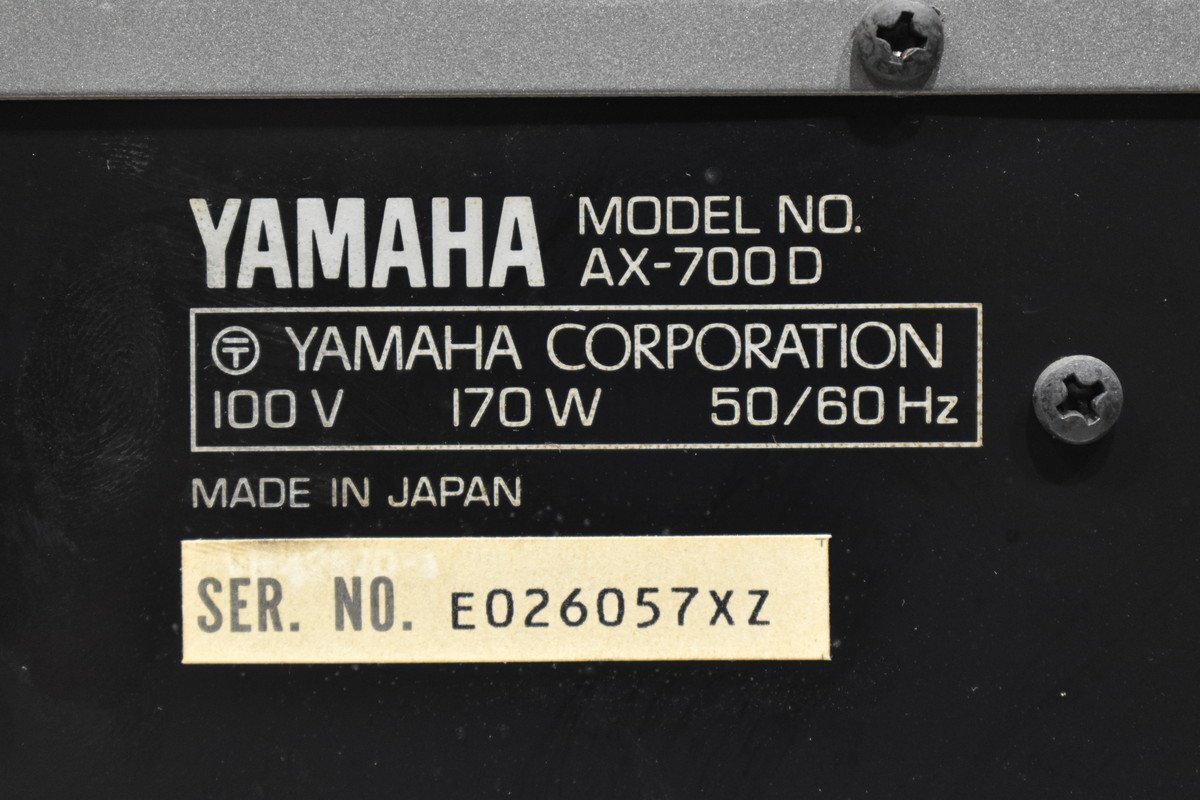 YAMAHA
MODEL NO.
AX-700D
〶 YAMAHA CORPORATION
100V 170W 50/60Hz
MADE IN JAPAN
SER. NO. E026057XZ